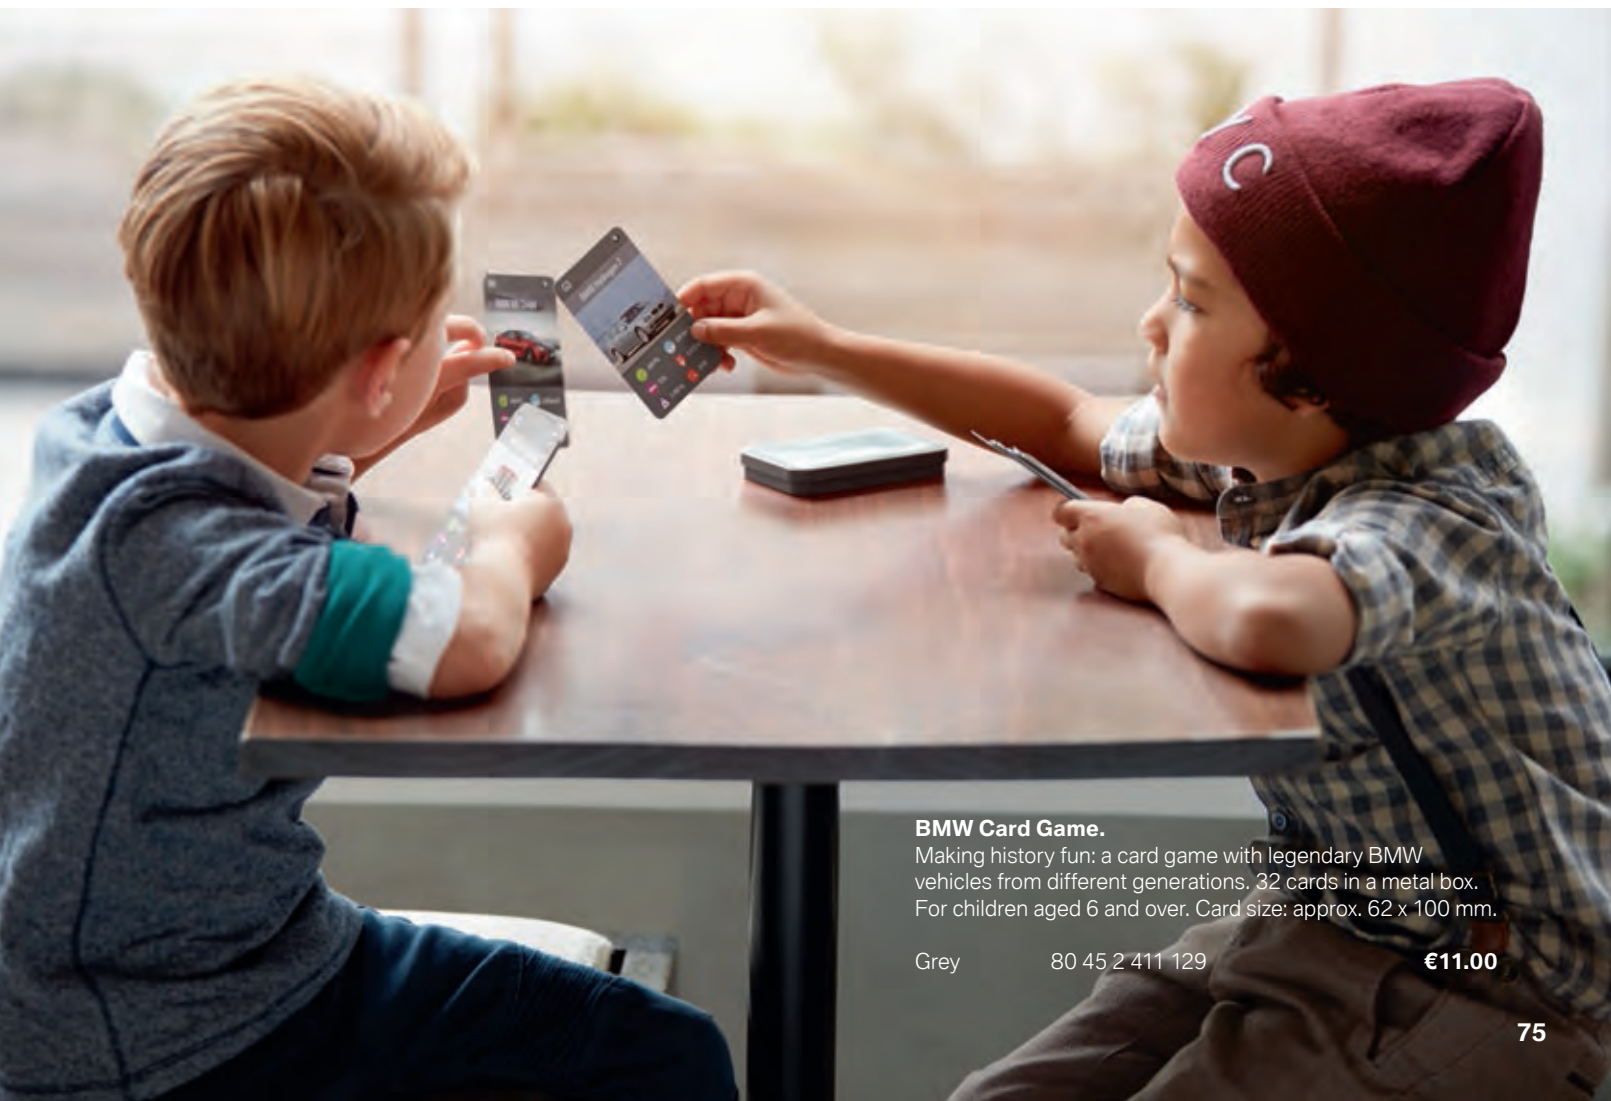 C
BMW Card Game.
Making history fun: a card game with legendary BMW
vehicles from different generations. 32 cards in a metal box.
For children aged 6 and over. Card size: approx. 62 x 100 mm.
Grey 80 45 2 411 129 €11.00
75